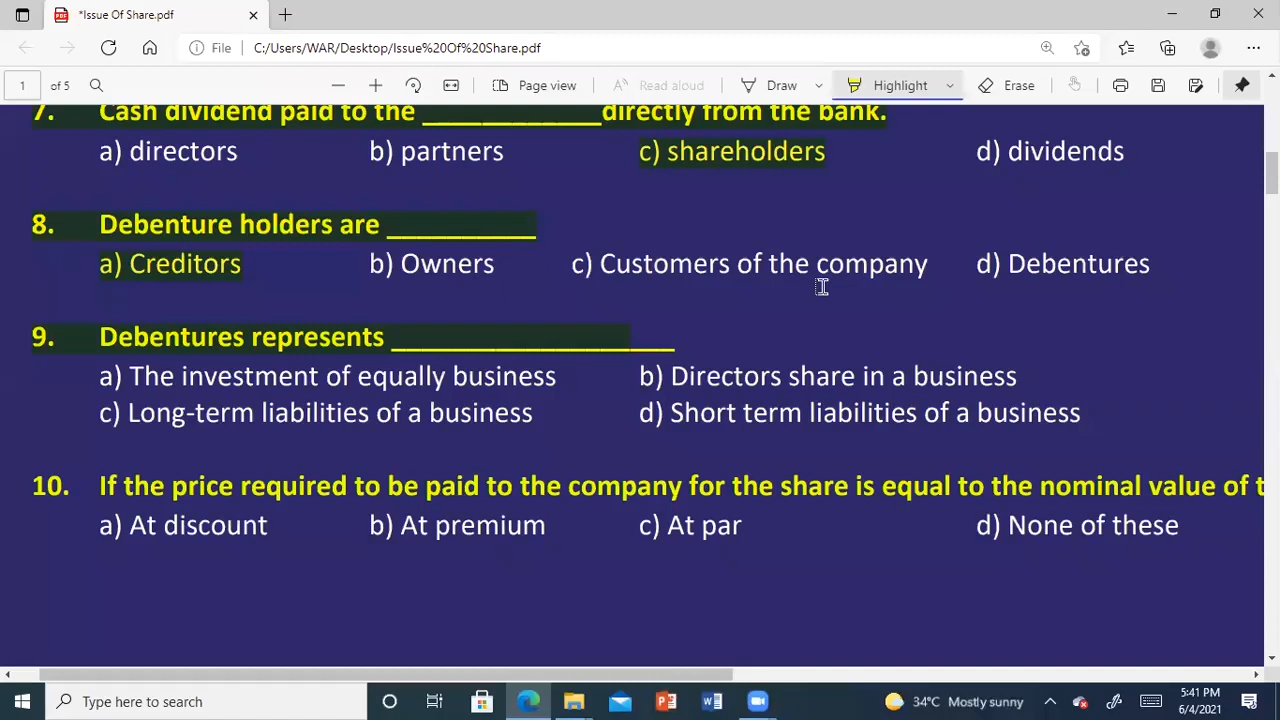 *Issue Of Share.pdf
File C:/Users/WAR/Desktop/Issue%20Of%20Share.pdf
1 of 5 Page view Read aloud Draw Highlight Erase
7. Cash dividend paid to the ____________directly from the bank.
a) directors b) partners c) shareholders d) dividends
8. Debenture holders are __________
a) Creditors b) Owners c) Customers of the company d) Debentures
9. Debentures represents ___________________
a) The investment of equally business b) Directors share in a business
c) Long-term liabilities of a business d) Short term liabilities of a business
10. If the price required to be paid to the company for the share is equal to the nominal value of
a) At discount b) At premium c) At par d) None of these
Type here to search 34°C Mostly sunny 5:41 PM
6/4/2021